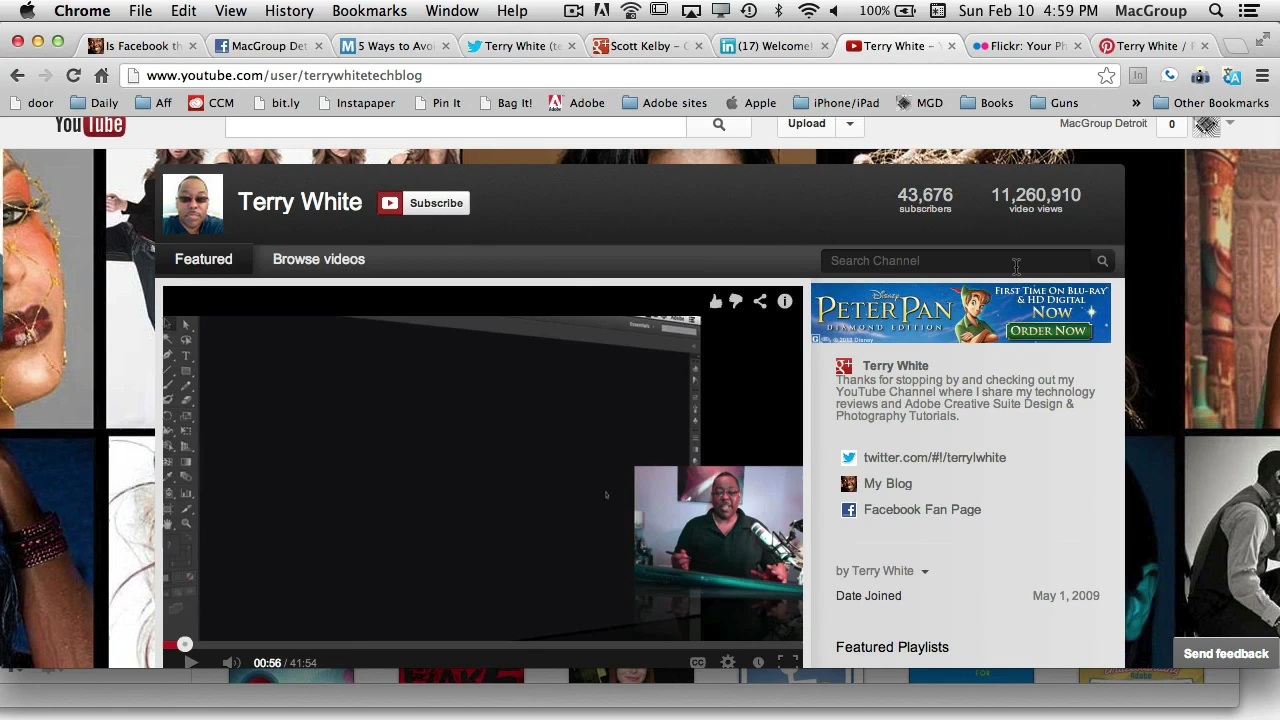 Chrome File Edit View History Bookmarks Window Help 100% Sun Feb 10 4:59 PM MacGroup
Is Facebook th MacGroup Det 5 Ways to Avo Terry White (te Scott Kelby - C (17) Welcome! Terry White - Y Flickr: Your Ph Terry White / P
www.youtube.com/user/terrywhitetechblog
door Daily Aff CCM bit.ly Instapaper Pin It Bag It! Adobe Adobe sites Apple iPhone/iPad MGD Books Guns » Other Bookmarks
YouTube Upload MacGroup Detroit 0
Terry White Subscribe
43,676 11,260,910
subscribers video views
Featured Browse videos Search Channel
Disney
PETER PAN
DIAMOND EDITION
FIRST TIME ON BLU-RAY
& HD DIGITAL
NOW
ORDER NOW
© 2013 Disney
Terry White
Thanks for stopping by and checking out my
YouTube Channel where I share my technology
reviews and Adobe Creative Suite Design &
Photography Tutorials.
twitter.com/#!/terrylwhite
My Blog
Facebook Fan Page
by Terry White
Date Joined May 1, 2009
Featured Playlists
00:56 / 41:54 CC
Send feedback